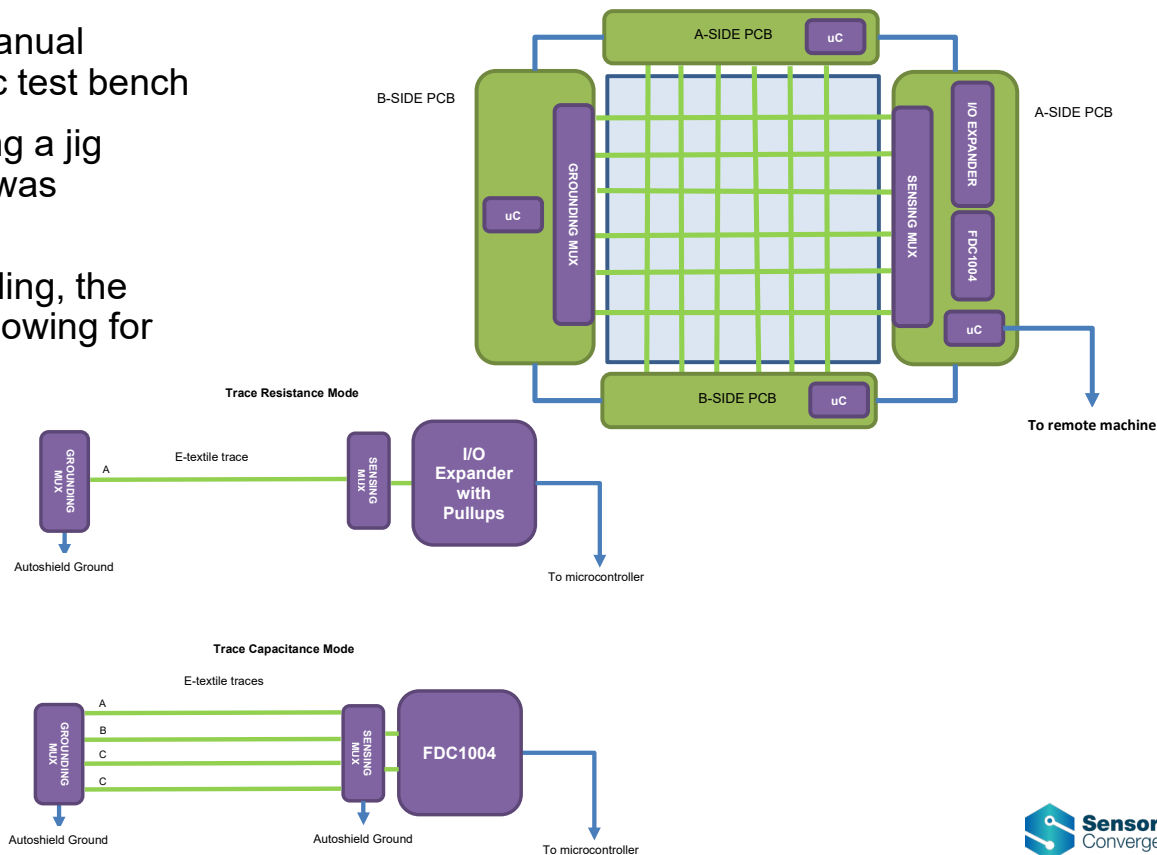 anual
c test bench
ng a jig
was
ling, the
lowing for
A-SIDE PCB
uC
B-SIDE PCB
GROUNDING MUX
uC
SENSING MUX
I/O EXPANDER
FDC1004
uC
A-SIDE PCB
B-SIDE PCB
uC
To remote machine
Trace Resistance Mode
GROUNDING
MUX
A
E-textile trace
SENSING
MUX
I/O
Expander
with
Pullups
Autoshield Ground
To microcontroller
Trace Capacitance Mode
E-textile traces
GROUNDING
MUX
A
B
C
C
SENSING
MUX
FDC1004
Autoshield Ground
Autoshield Ground
To microcontroller
Sensor
Converge